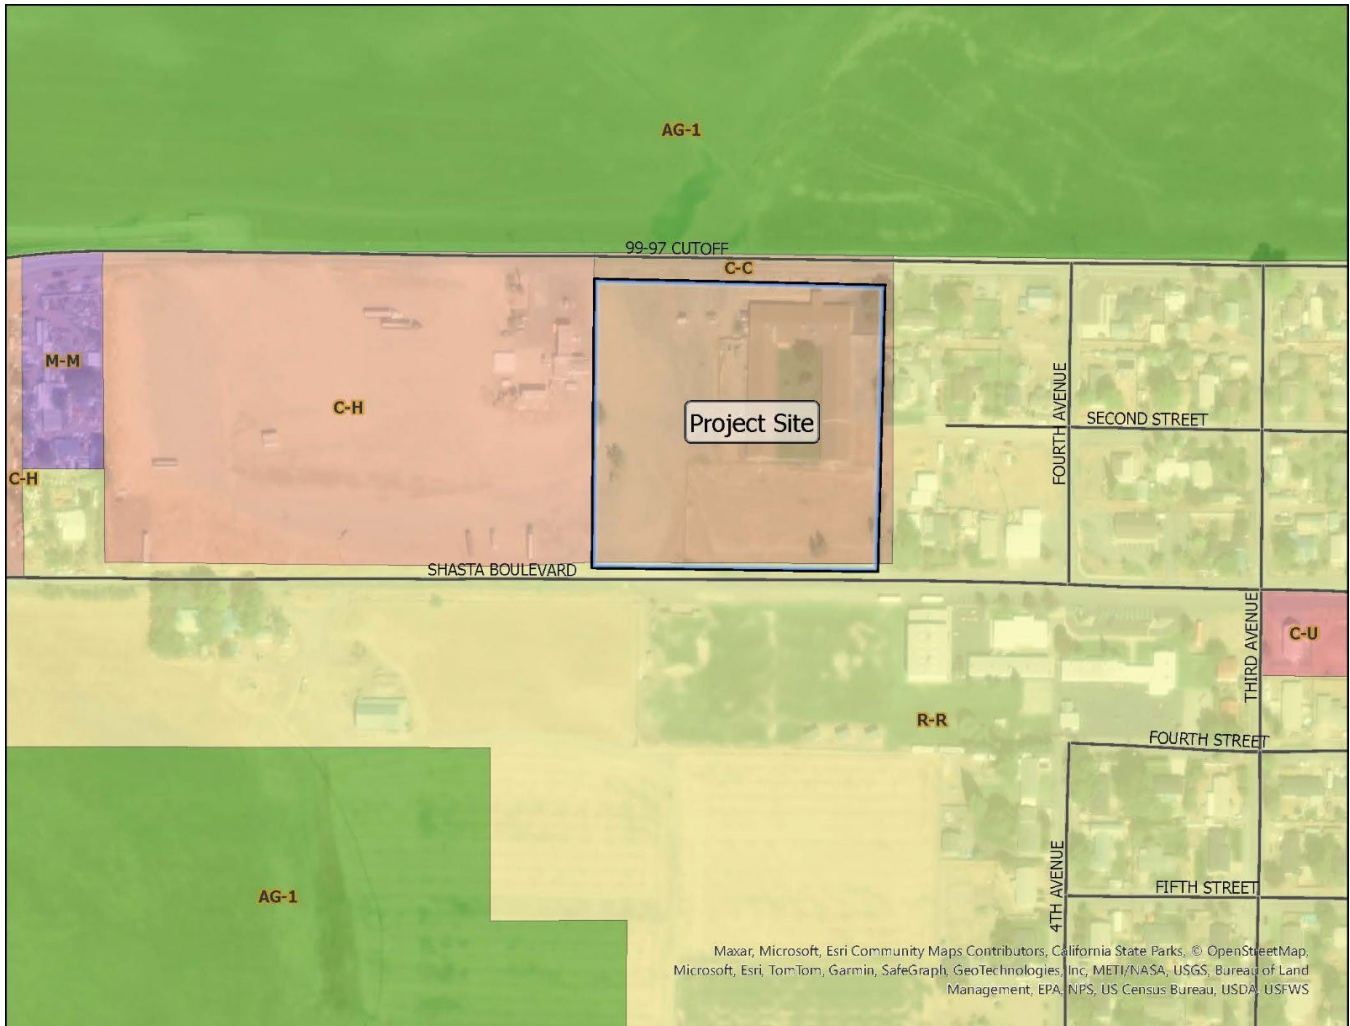 AG-1
99-97 CUTOFF
C-C
M-M
C-H
Project Site
FOURTH AVENUE
SECOND STREET
C-H
SHASTA BOULEVARD
THIRD AVENUE
C-U
R-R
FOURTH STREET
4TH AVENUE
FIFTH STREET
AG-1
Maxar, Microsoft, Esri Community Maps Contributors, California State Parks, © OpenStreetMap,
Microsoft, Esri, TomTom, Garmin, SafeGraph, GeoTechnologies, Inc, METI/NASA, USGS, Bureau of Land
Management, EPA, NPS, US Census Bureau, USDA, USFWS